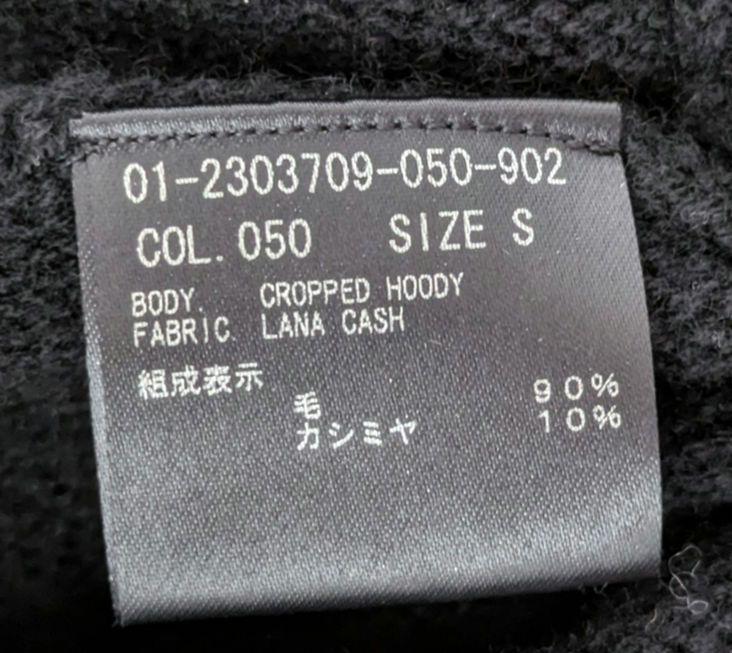 01-2303709-050-902
COL. 050 SIZE S
BODY. CROPPED HOODY
FABRIC. LANA CASH
組成表示
毛 90%
カシミヤ 10%